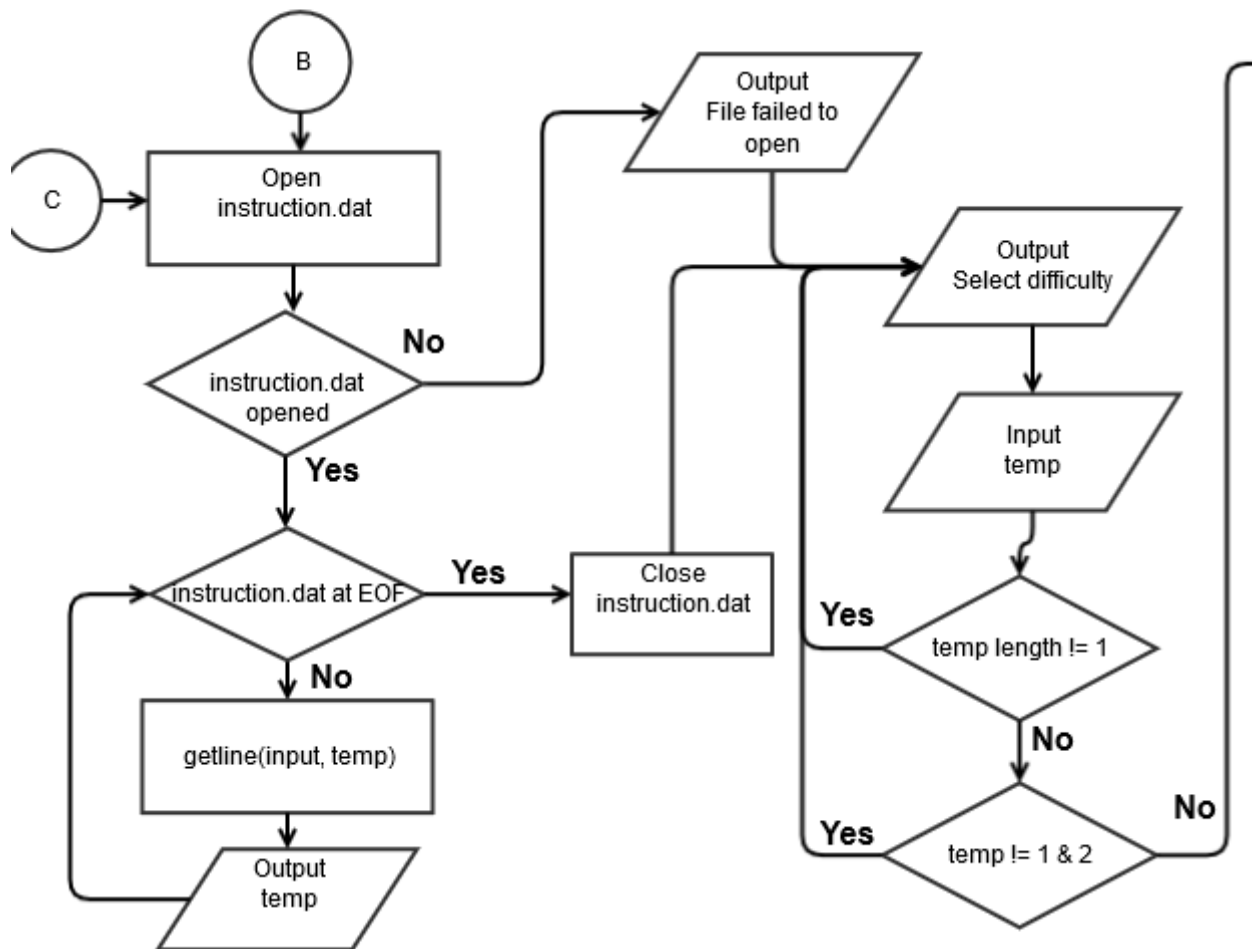 B
C
Open
instruction.dat
instruction.dat
opened
No
Yes
instruction.dat at EOF
Yes
No
getline(input, temp)
Output
temp
Close
instruction.dat
Output
File failed to
open
Output
Select difficulty
Input
temp
temp length != 1
Yes
No
temp != 1 & 2
Yes
No